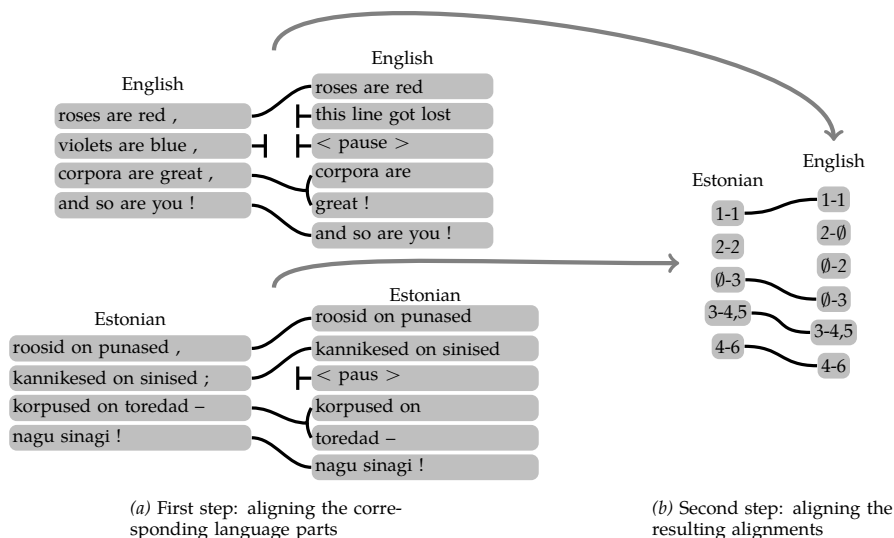 English
roses are red ,
violets are blue ,
corpora are great ,
and so are you !
English
roses are red
this line got lost
< pause >
corpora are
great !
and so are you !
Estonian
roosid on punased ,
kannikesed on sinised ;
korpused on toredad –
nagu sinagi !
Estonian
roosid on punased
kannikesed on sinised
< paus >
korpused on
toredad –
nagu sinagi !
(a) First step: aligning the corre-
sponding language parts
Estonian
1-1
2-2
∅-3
3-4,5
4-6
English
1-1
2-∅
∅-2
∅-3
3-4,5
4-6
(b) Second step: aligning the
resulting alignments